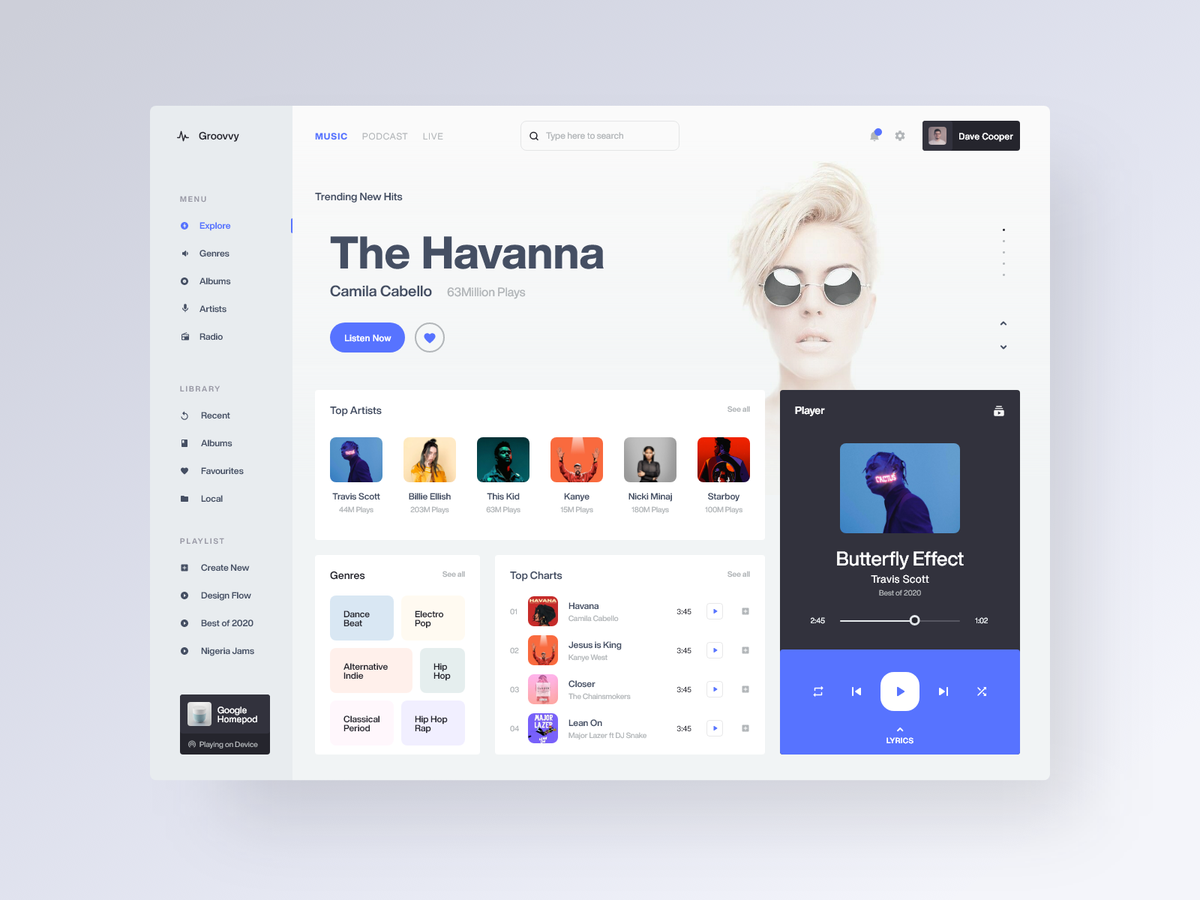 Groovvy
MUSIC PODCAST LIVE
Type here to search
Dave Cooper
MENU
Explore
Genres
Albums
Artists
Radio
LIBRARY
Recent
Albums
Favourites
Local
PLAYLIST
Create New
Design Flow
Best of 2020
Nigeria Jams
Google
Homepod
Playing on Device
Trending New Hits
The Havanna
Camila Cabello 63Million Plays
Listen Now
Top Artists See all
Travis Scott
44M Plays
Billie Ellish
203M Plays
This Kid
63M Plays
Kanye
15M Plays
Nicki Minaj
180M Plays
Starboy
100M Plays
Genres See all
Dance
Beat
Electro
Pop
Alternative
Indie
Hip
Hop
Classical
Period
Hip Hop
Rap
Top Charts See all
01 HAVANA Havana 3:45
Camila Cabello
02 Jesus is King 3:45
Kanye West
03 Closer 3:45
The Chainsmokers
04 Lean On 3:45
MAJOR
LAZER
Major Lazer ft DJ Snake
Player
CACTUS
Butterfly Effect
Travis Scott
Best of 2020
2:45 1:02
LYRICS